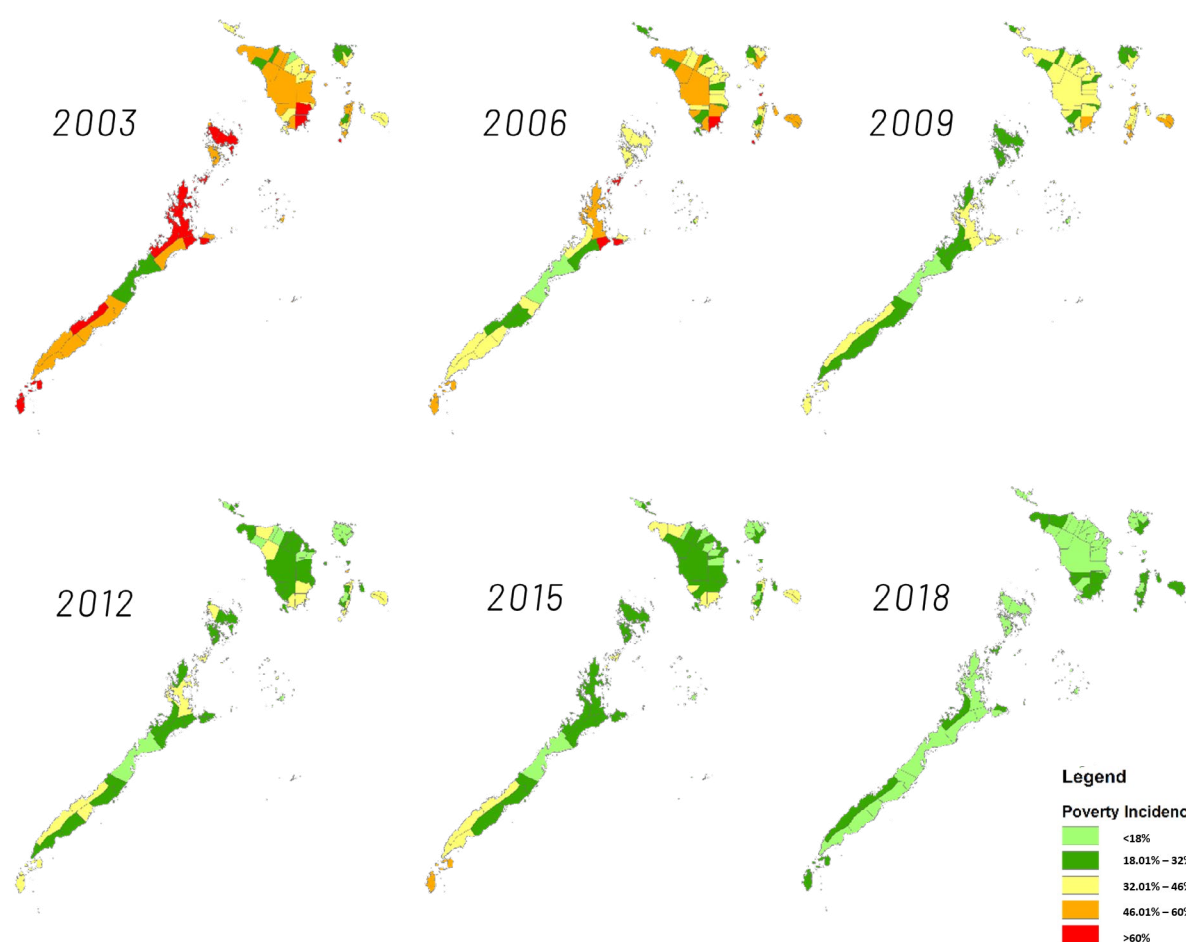 2003
2006
2009
2012
2015
2018
Legend
Poverty Incidenc
<18%
18.01% – 32%
32.01% – 46%
46.01% – 60%
>60%